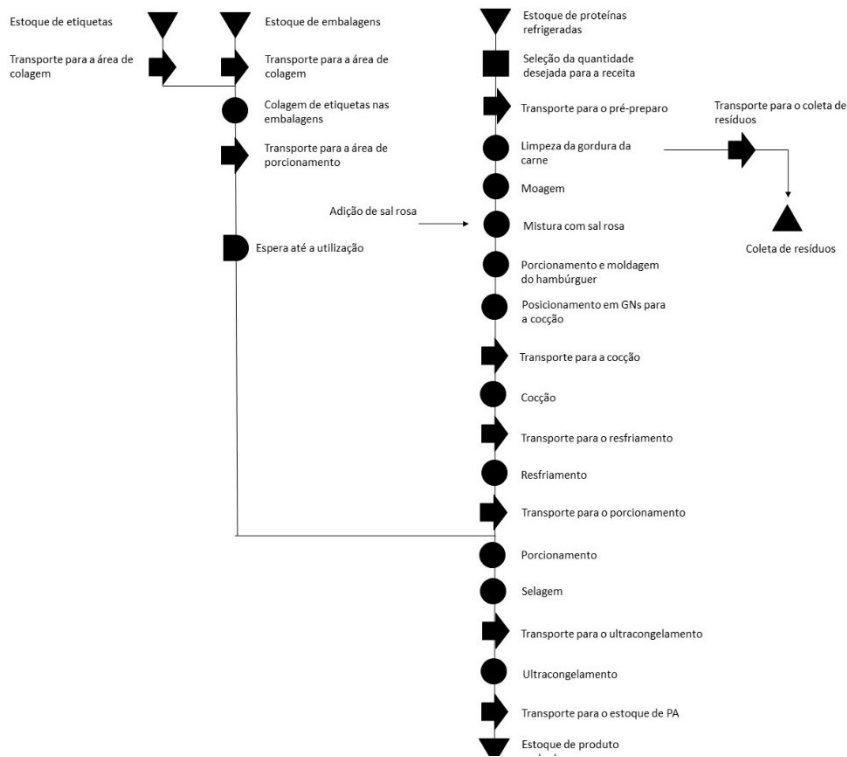 Estoque de etiquetas
Transporte para a área de
colagem
Estoque de embalagens
Transporte para a área de
colagem
Colagem de etiquetas nas
embalagens
Transporte para a área de
porcionamento
Espera até a utilização
Adição de sal rosa
Estoque de proteínas
refrigeradas
Seleção da quantidade
desejada para a receita
Transporte para o pré-preparo
Limpeza da gordura da
carne
Transporte para o coleta de
resíduos
Coleta de resíduos
Moagem
Mistura com sal rosa
Porcionamento e moldagem
do hambúrguer
Posicionamento em GNs para
a cocção
Transporte para a cocção
Cocção
Transporte para o resfriamento
Resfriamento
Transporte para o porcionamento
Porcionamento
Selagem
Transporte para o ultracongelamento
Ultracongelamento
Transporte para o estoque de PA
Estoque de produto